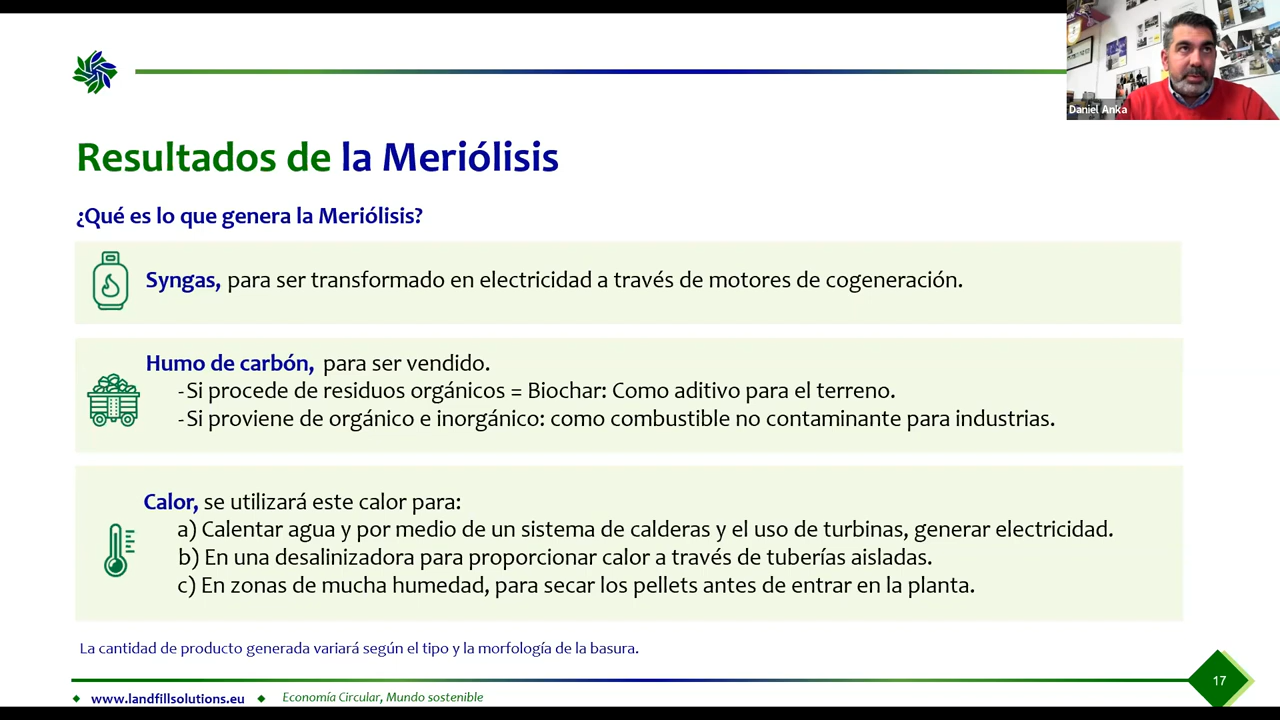 Daniel Anka
Resultados de la Meriólisis
¿Qué es lo que genera la Meriólisis?
Syngas, para ser transformado en electricidad a través de motores de cogeneración.
Humo de carbón, para ser vendido.
-Si procede de residuos orgánicos = Biochar: Como aditivo para el terreno.
-Si proviene de orgánico e inorgánico: como combustible no contaminante para industrias.
Calor, se utilizará este calor para:
a) Calentar agua y por medio de un sistema de calderas y el uso de turbinas, generar electricidad.
b) En una desalinizadora para proporcionar calor a través de tuberías aisladas.
c) En zonas de mucha humedad, para secar los pellets antes de entrar en la planta.
La cantidad de producto generada variará según el tipo y la morfología de la basura.
17
www.landfillsolutions.eu Economía Circular, Mundo sostenible